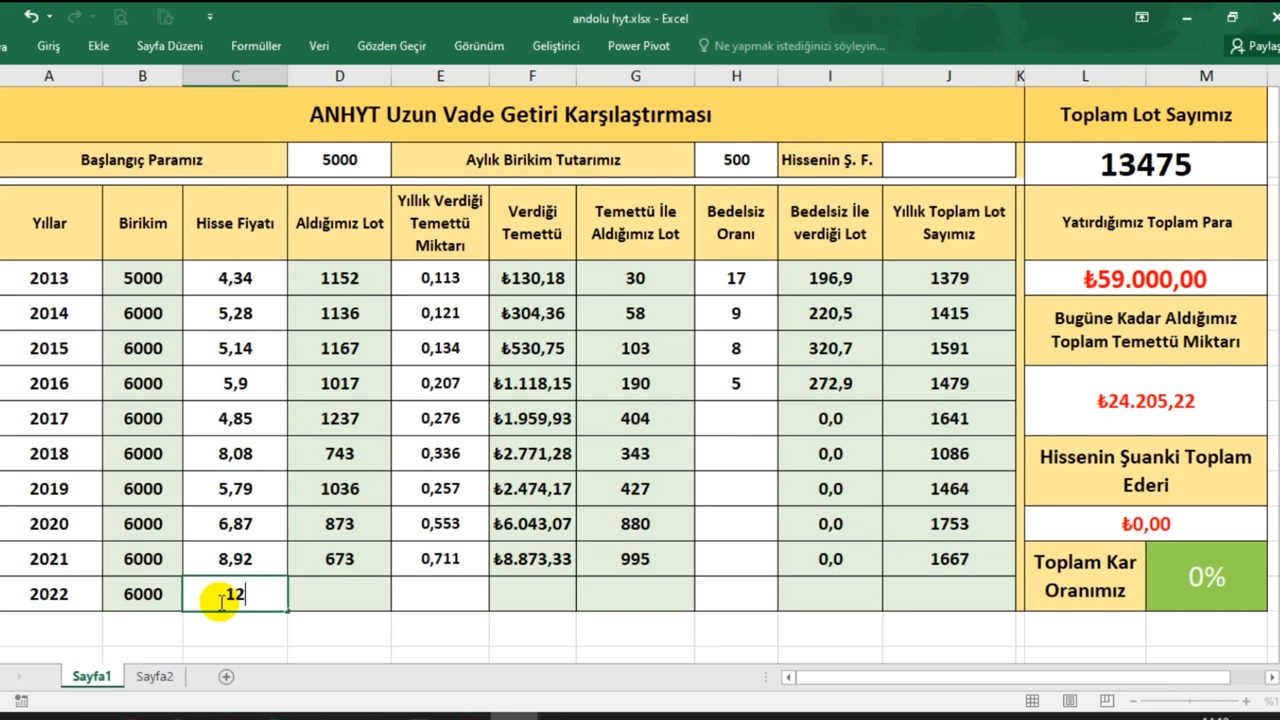 andolu hyt.xlsx - Excel
Giriş Ekle Sayfa Düzeni Formüller Veri Gözden Geçir Görünüm Geliştirici Power Pivot Ne yapmak istediğinizi söyleyin... Paylaş
A B C D E F G H I J K L M
ANHYT Uzun Vade Getiri Karşılaştırması Toplam Lot Sayımız
Başlangıç Paramız 5000 Aylık Birikim Tutarımız 500 Hissenin Ş. F. 13475
Yıllar Birikim Hisse Fiyatı Aldığımız Lot Yıllık Verdiği Temettü Miktarı Verdiği Temettü Temettü İle Aldığımız Lot Bedelsiz Oranı Bedelsiz İle verdiği Lot Yıllık Toplam Lot Sayımız Yatırdığımız Toplam Para
2013 5000 4,34 1152 0,113 ₺130,18 30 17 196,9 1379 ₺59.000,00
2014 6000 5,28 1136 0,121 ₺304,36 58 9 220,5 1415 Bugüne Kadar Aldığımız
2015 6000 5,14 1167 0,134 ₺530,75 103 8 320,7 1591 Toplam Temettü Miktarı
2016 6000 5,9 1017 0,207 ₺1.118,15 190 5 272,9 1479 ₺24.205,22
2017 6000 4,85 1237 0,276 ₺1.959,93 404 0,0 1641
2018 6000 8,08 743 0,336 ₺2.771,28 343 0,0 1086 Hissenin Şuanki Toplam
2019 6000 5,79 1036 0,257 ₺2.474,17 427 0,0 1464 Ederi
2020 6000 6,87 873 0,553 ₺6.043,07 880 0,0 1753 ₺0,00
2021 6000 8,92 673 0,711 ₺8.873,33 995 0,0 1667 Toplam Kar 0%
2022 6000 12 Oranımız
Sayfa1 Sayfa2